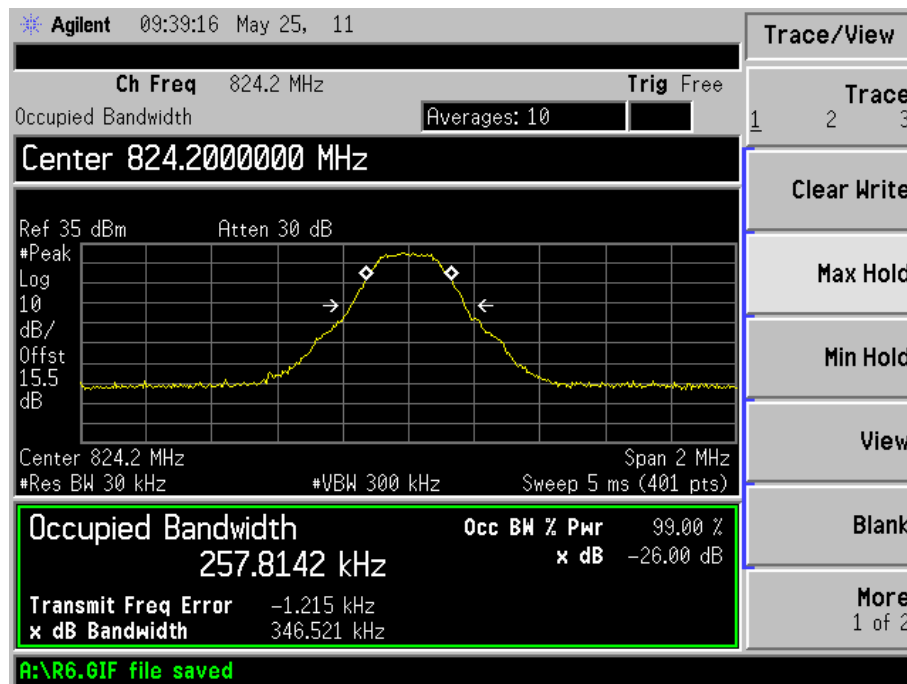 Agilent 09:39:16 May 25, 11
Trace/View
Ch Freq 824.2 MHz Trig Free
Occupied Bandwidth Averages: 10
Center 824.2000000 MHz
Ref 35 dBm Atten 30 dB
#Peak
Log
10
dB/
Offst
15.5
dB
Center 824.2 MHz Span 2 MHz
#Res BW 30 kHz #VBW 300 kHz Sweep 5 ms (401 pts)
Occupied Bandwidth Occ BW % Pwr 99.00 %
257.8142 kHz x dB -26.00 dB
Transmit Freq Error -1.215 kHz
x dB Bandwidth 346.521 kHz
A:\R6.GIF file saved
Trace
1 2 3
Clear Write
Max Hold
Min Hold
View
Blank
More
1 of 2